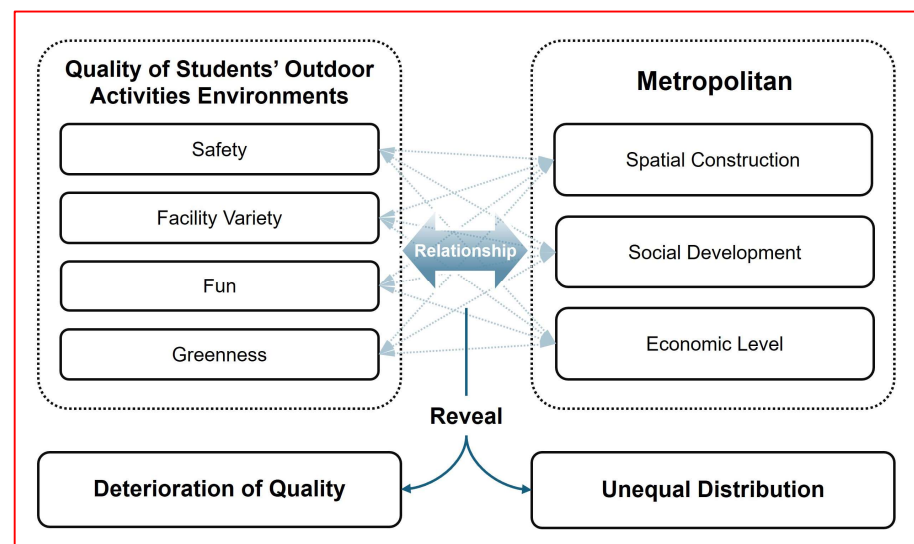 Quality of Students’ Outdoor
Activities Environments
Safety
Facility Variety
Fun
Greenness
Relationship
Metropolitan
Spatial Construction
Social Development
Economic Level
Reveal
Deterioration of Quality
Unequal Distribution